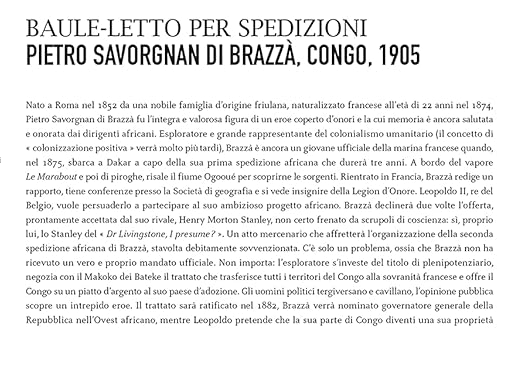 BAULE-LETTO PER SPEDIZIONI
PIETRO SAVORGNAN DI BRAZZÀ, CONGO, 1905
Nato a Roma nel 1852 da una nobile famiglia d'origine friulana, naturalizzato francese all'età di 22 anni nel 1874,
Pietro Savorgnan di Brazzà fu l'integra e valorosa figura di un eroe coperto d'onori e la cui memoria è ancora salutata
e onorata dai dirigenti africani. Esploratore e grande rappresentante del colonialismo umanitario (il concetto di
« colonizzazione positiva » verrà molto più tardi), Brazzá è ancora un giovane ufficiale della marina francese quando,
nel 1875, sbarca a Dakar a capo della sua prima spedizione africana che durerà tre anni. A bordo del vapore
Le Marabout e poi di piroghe, risale il fiume Ogooué per scoprirne le sorgenti. Rientrato in Francia, Brazzà redige un
rapporto, tiene conferenze presso la Società di geografia e si vede insignire della Legion d'Onore. Leopoldo II, re del
Belgio, vuole persuaderlo a partecipare al suo ambizioso progetto africano. Brazzá declinerà due volte l'offerta,
prontamente accettata dal suo rivale, Henry Morton Stanley, non certo frenato da scrupoli di coscienza: sì, proprio
lui, lo Stanley del « Dr Livingstone, I presume? ». Un atto mercenario che affretterà l'organizzazione della seconda
spedizione africana di Brazzà, stavolta debitamente sovvenzionata. C'è solo un problema, ossia che Brazzà non ha
ricevuto un vero e proprio mandato ufficiale. Non importa: l'esploratore s'investe del titolo di plenipotenziario,
negozia con il Makoko dei Bateke il trattato che trasferisce tutti i territori del Congo alla sovranità francese e offre il
Congo su un piatto d'argento al suo paese d'adozione. Gli uomini politici tergiversano e cavillano, l'opinione pubblica
scopre un intrepido eroe. Il trattato sarà ratificato nel 1882, Brazzà verrà nominato governatore generale della
Repubblica nell'Ovest africano, mentre Leopoldo pretende che la sua parte di Congo diventi una sua proprietà